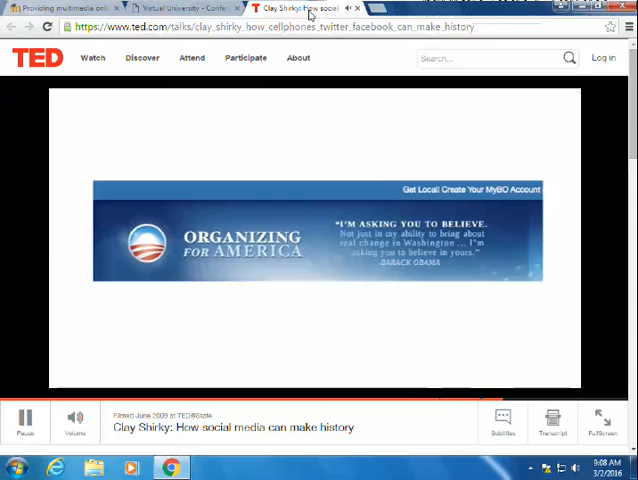 Providing multimedia onli
Virtual University - Confe
Clay Shirky: How social
https://www.ted.com/talks/clay_shirky_how_cellphones_twitter_facebook_can_make_history
TED Watch Discover Attend Participate About Search... Log in
Get Local! Create Your MyBO Account
ORGANIZING
FOR AMERICA
"I'M ASKING YOU TO BELIEVE.
Not just in my ability to bring about
real change in Washington ... I'm
asking you to believe in yours."
BARACK OBAMA
Pause
Volume
Filmed June 2009 at TED@State
Clay Shirky: How social media can make history
Subtitles
Transcript
FullScreen
9:08 AM
3/2/2016